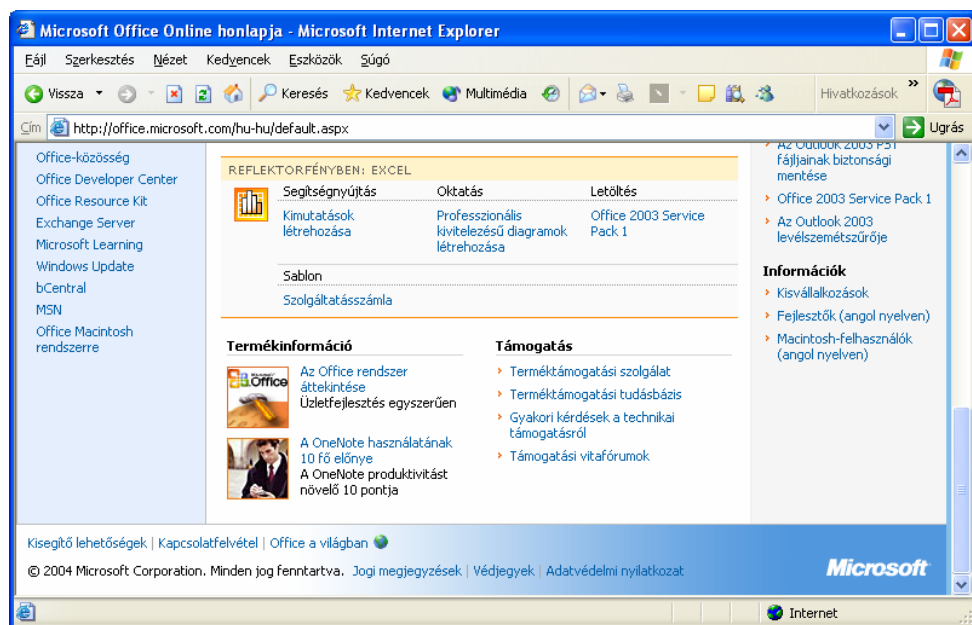 Microsoft Office Online honlapja - Microsoft Internet Explorer
Fájl Szerkesztés Nézet Kedvencek Eszközök Súgó
Vissza Keresés Kedvencek Multimédia Hivatkozások »
Cím http://office.microsoft.com/hu-hu/default.aspx Ugrás
Office-közösség
Office Developer Center
Office Resource Kit
Exchange Server
Microsoft Learning
Windows Update
bCentral
MSN
Office Macintosh
rendszerre
REFLEKTORFÉNYBEN: EXCEL
Segítségnyújtás
Kimutatások
létrehozása
Oktatás
Professzionális
kivitelezésű diagramok
létrehozása
Letöltés
Office 2003 Service
Pack 1
Sablon
Szolgáltatásszámla
Termékinformáció
Office
Az Office rendszer
áttekintése
Üzletfejlesztés egyszerűen
A OneNote használatának
10 fő előnye
A OneNote produktivitást
növelő 10 pontja
Támogatás
Terméktámogatási szolgálat
Terméktámogatási tudásbázis
Gyakori kérdések a technikai
támogatásról
Támogatási vitafórumok
Az Outlook 2003 PST
fájljainak biztonsági
mentése
Office 2003 Service Pack 1
Az Outlook 2003
levélszemétszűrője
Információk
Kisvállalkozások
Fejlesztők (angol nyelven)
Macintosh-felhasználók
(angol nyelven)
Kisegítő lehetőségek | Kapcsolatfelvétel | Office a világban
© 2004 Microsoft Corporation. Minden jog fenntartva. Jogi megjegyzések | Védjegyek | Adatvédelmi nyilatkozat
Microsoft
Internet